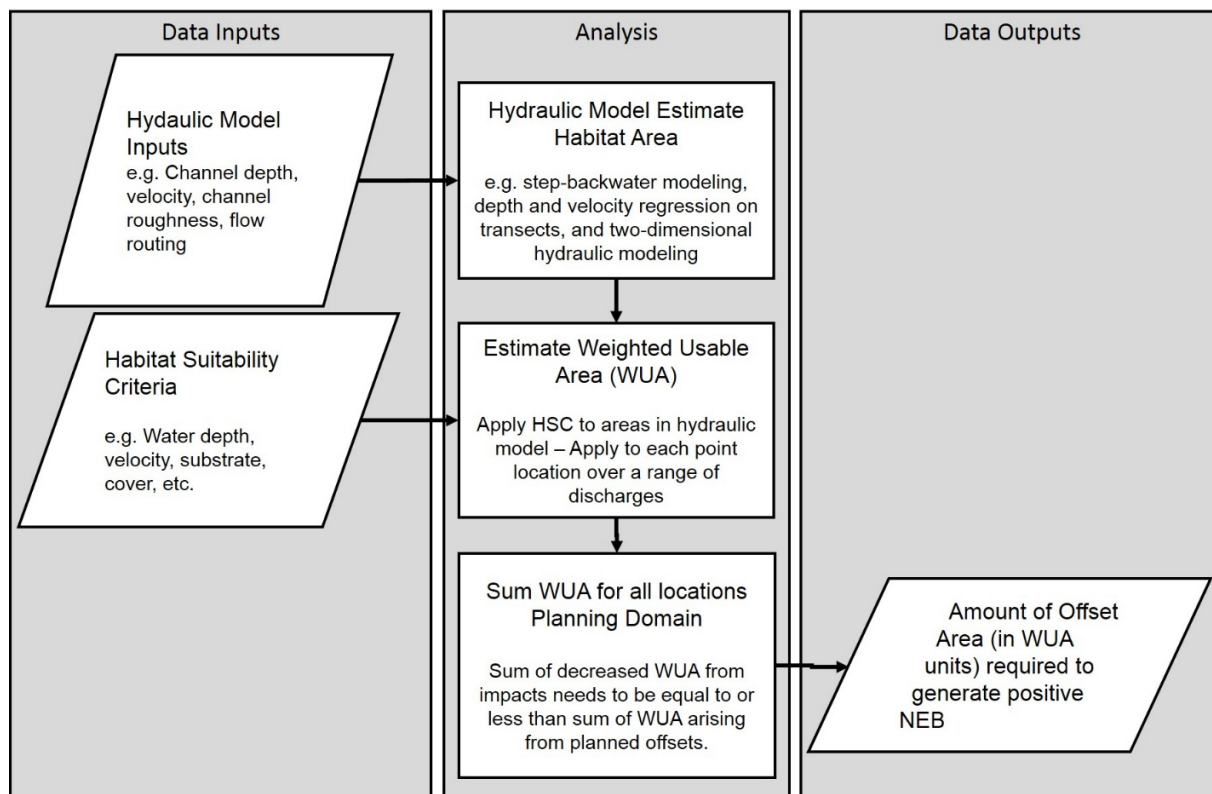 Data Inputs
Hydaulic Model
Inputs
e.g. Channel depth,
velocity, channel
roughness, flow
routing
Habitat Suitability
Criteria
e.g. Water depth,
velocity, substrate,
cover, etc.
Analysis
Hydraulic Model Estimate
Habitat Area
e.g. step-backwater modeling,
depth and velocity regression on
transects, and two-dimensional
hydraulic modeling
Estimate Weighted Usable
Area (WUA)
Apply HSC to areas in hydraulic
model – Apply to each point
location over a range of
discharges
Sum WUA for all locations
Planning Domain
Sum of decreased WUA from
impacts needs to be equal to or
less than sum of WUA arising
from planned offsets.
Data Outputs
Amount of Offset
Area (in WUA
units) required to
generate positive
NEB